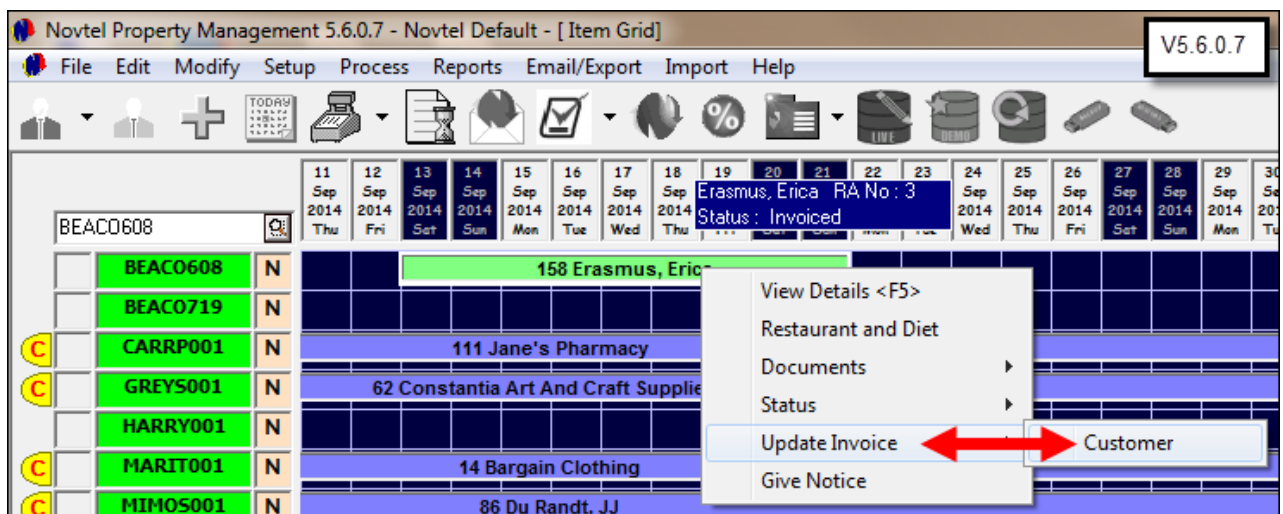 Novtel Property Management 5.6.0.7 - Novtel Default - [ Item Grid]
V5.6.0.7
File Edit Modify Setup Process Reports Email/Export Import Help
TODAY
LIVE
DEMO
11 12 13 14 15 16 17 18 19 20 21 22 23 24 25 26 27 28 29 30
Sep Sep Sep Sep Sep Sep Sep Sep Sep Sep Sep Sep Sep Sep
2014 2014 2014 2014 2014 2014 2014 2014 2014 2014 2014 2014 2014 2014
Thu Fri Sat Sun Mon Tue Wed Thu Fri Sat Sun Mon Tue Wed Thu Fri Sat Sun Mon
Erasmus, Erica RA No : 3
Status : Invoiced
BEACO608
BEACO608 N 158 Erasmus, Erica
BEACO719 N
C CARRP001 N 111 Jane's Pharmacy
C GREYS001 N 62 Constantia Art And Craft Supplie
HARRY001 N
C MARIT001 N 14 Bargain Clothing
C MIMOS001 N 86 Du Randt, JJ
View Details <F5>
Restaurant and Diet
Documents
Status
Update Invoice
Customer
Give Notice